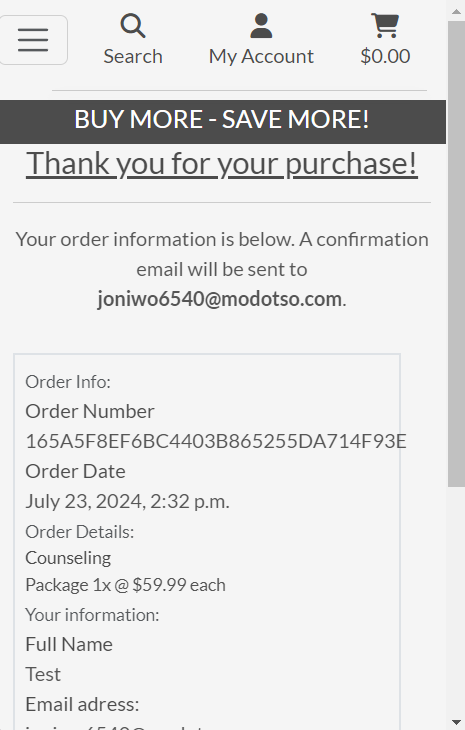 Search
My Account
$0.00
BUY MORE - SAVE MORE!
Thank you for your purchase!
Your order information is below. A confirmation
email will be sent to
joniwo6540@modotso.com.
Order Info:
Order Number
165A5F8EF6BC4403B865255DA714F93E
Order Date
July 23, 2024, 2:32 p.m.
Order Details:
Counseling
Package 1x @ $59.99 each
Your information:
Full Name
Test
Email adress: